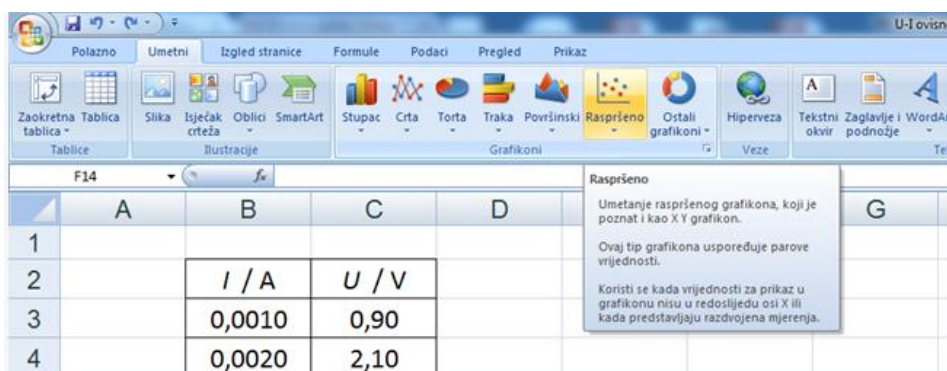 U-I ovisn
Polazno Umetni Izgled stranice Formule Podaci Pregled Prikaz
Zaokretna tablica Tablica Slika Isječak crteža Oblici SmartArt Stupac Crta Torta Traka Površinski Raspršeno Ostali grafikoni Hiperveza Tekstni okvir Zaglavlje i podnožje WordAr
Tablice Ilustracije Grafikoni Veze Te
F14 fx
Raspršeno
Umetanje raspršenog grafikona, koji je
poznat i kao X Y grafikon.
Ovaj tip grafikona uspoređuje parove
vrijednosti.
Koristi se kada vrijednosti za prikaz u
grafikonu nisu u redoslijedu osi X ili
kada predstavljaju razdvojena mjerenja.
A B C D G
1
2 I / A U / V
3 0,0010 0,90
4 0,0020 2,10